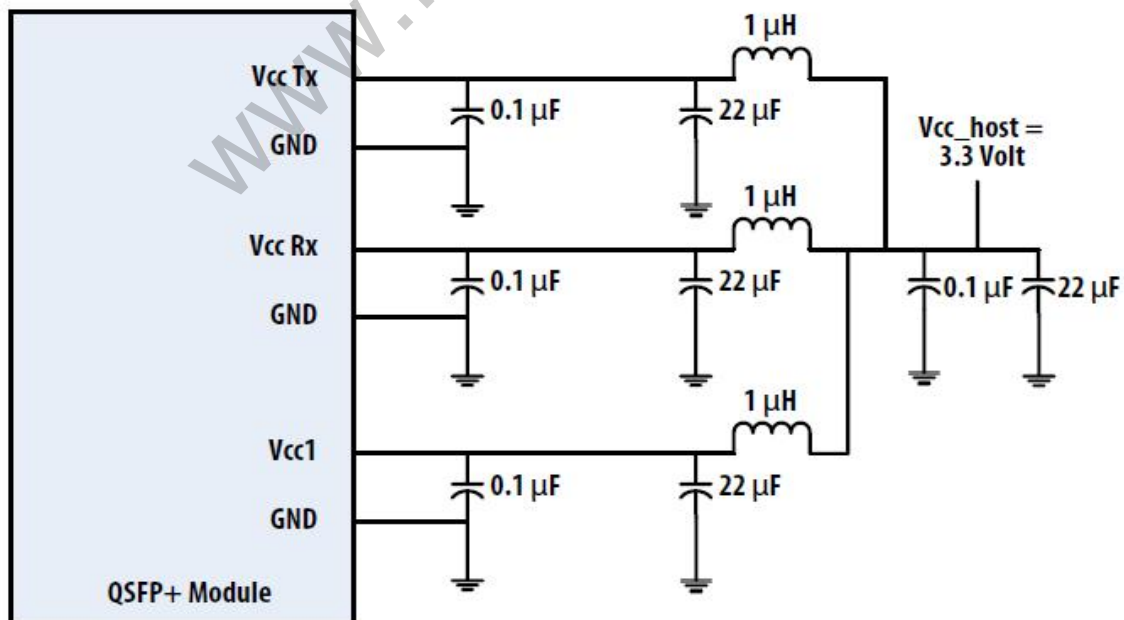 www.
1 µH
Vcc Tx
0.1 µF
22 µF
GND
Vcc_host =
3.3 Volt
1 µH
Vcc Rx
0.1 µF
22 µF
0.1 µF
22 µF
GND
1 µH
Vcc1
0.1 µF
22 µF
GND
QSFP+ Module